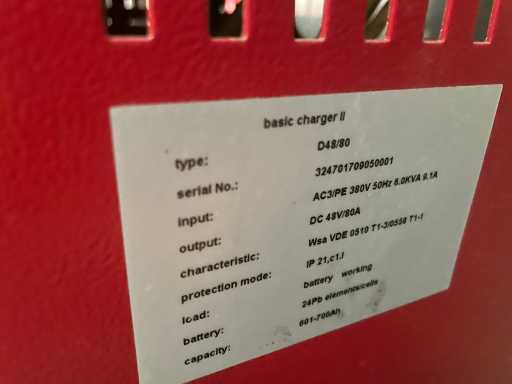 basic charger II
type: D48/80
serial No.: 324701709050001
input: AC3/PE 380V 50Hz 6.0KVA 9.1A
output: DC 48V/80A
characteristic: Wsa VDE 0510 T1-3/0558 T1-1
protection mode: IP 21,c1.I
load: battery working
battery: 24Pb elements/cells
capacity: 601-700Ah